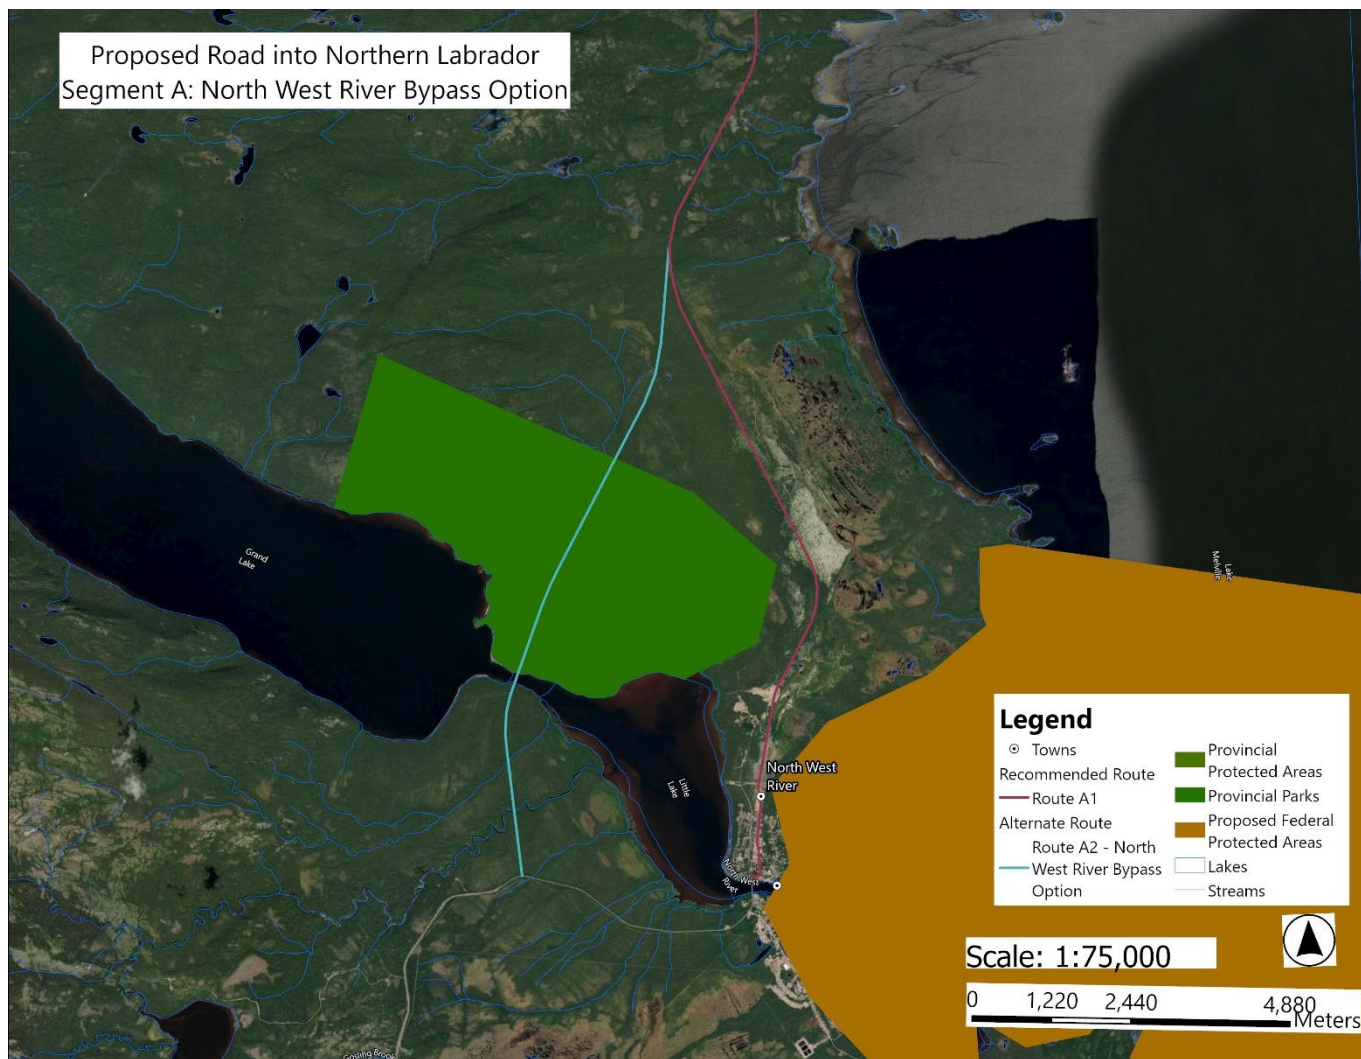 Proposed Road into Northern Labrador
Segment A: North West River Bypass Option
Grand
Lake
Lake
Melville
Little
Lake
North West
River
North West
River
Gosling Brook
Legend
Towns
Recommended Route
Route A1
Alternate Route
Route A2 - North
West River Bypass
Option
Provincial
Protected Areas
Provincial Parks
Proposed Federal
Protected Areas
Lakes
Streams
Scale: 1:75,000
0 1,220 2,440 4,880
Meters